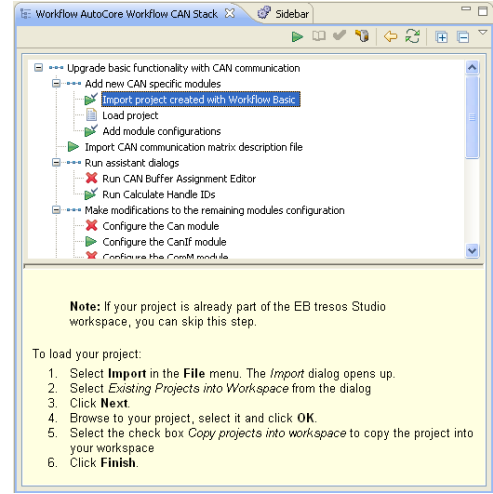 Workflow AutoCore Workflow CAN Stack
Sidebar
Upgrade basic functionality with CAN communication
Add new CAN specific modules
Import project created with Workflow Basic
Load project
Add module configurations
Import CAN communication matrix description file
Run assistant dialogs
Run CAN Buffer Assignment Editor
Run Calculate Handle IDs
Make modifications to the remaining modules configuration
Configure the Can module
Configure the CanIf module
Configure the ComM module
Note: If your project is already part of the EB tresos Studio
workspace, you can skip this step.
To load your project:
1. Select Import in the File menu. The Import dialog opens up.
2. Select Existing Projects into Workspace from the dialog
3. Click Next.
4. Browse to your project, select it and click OK.
5. Select the check box Copy projects into workspace to copy the project into
your workspace
6. Click Finish.